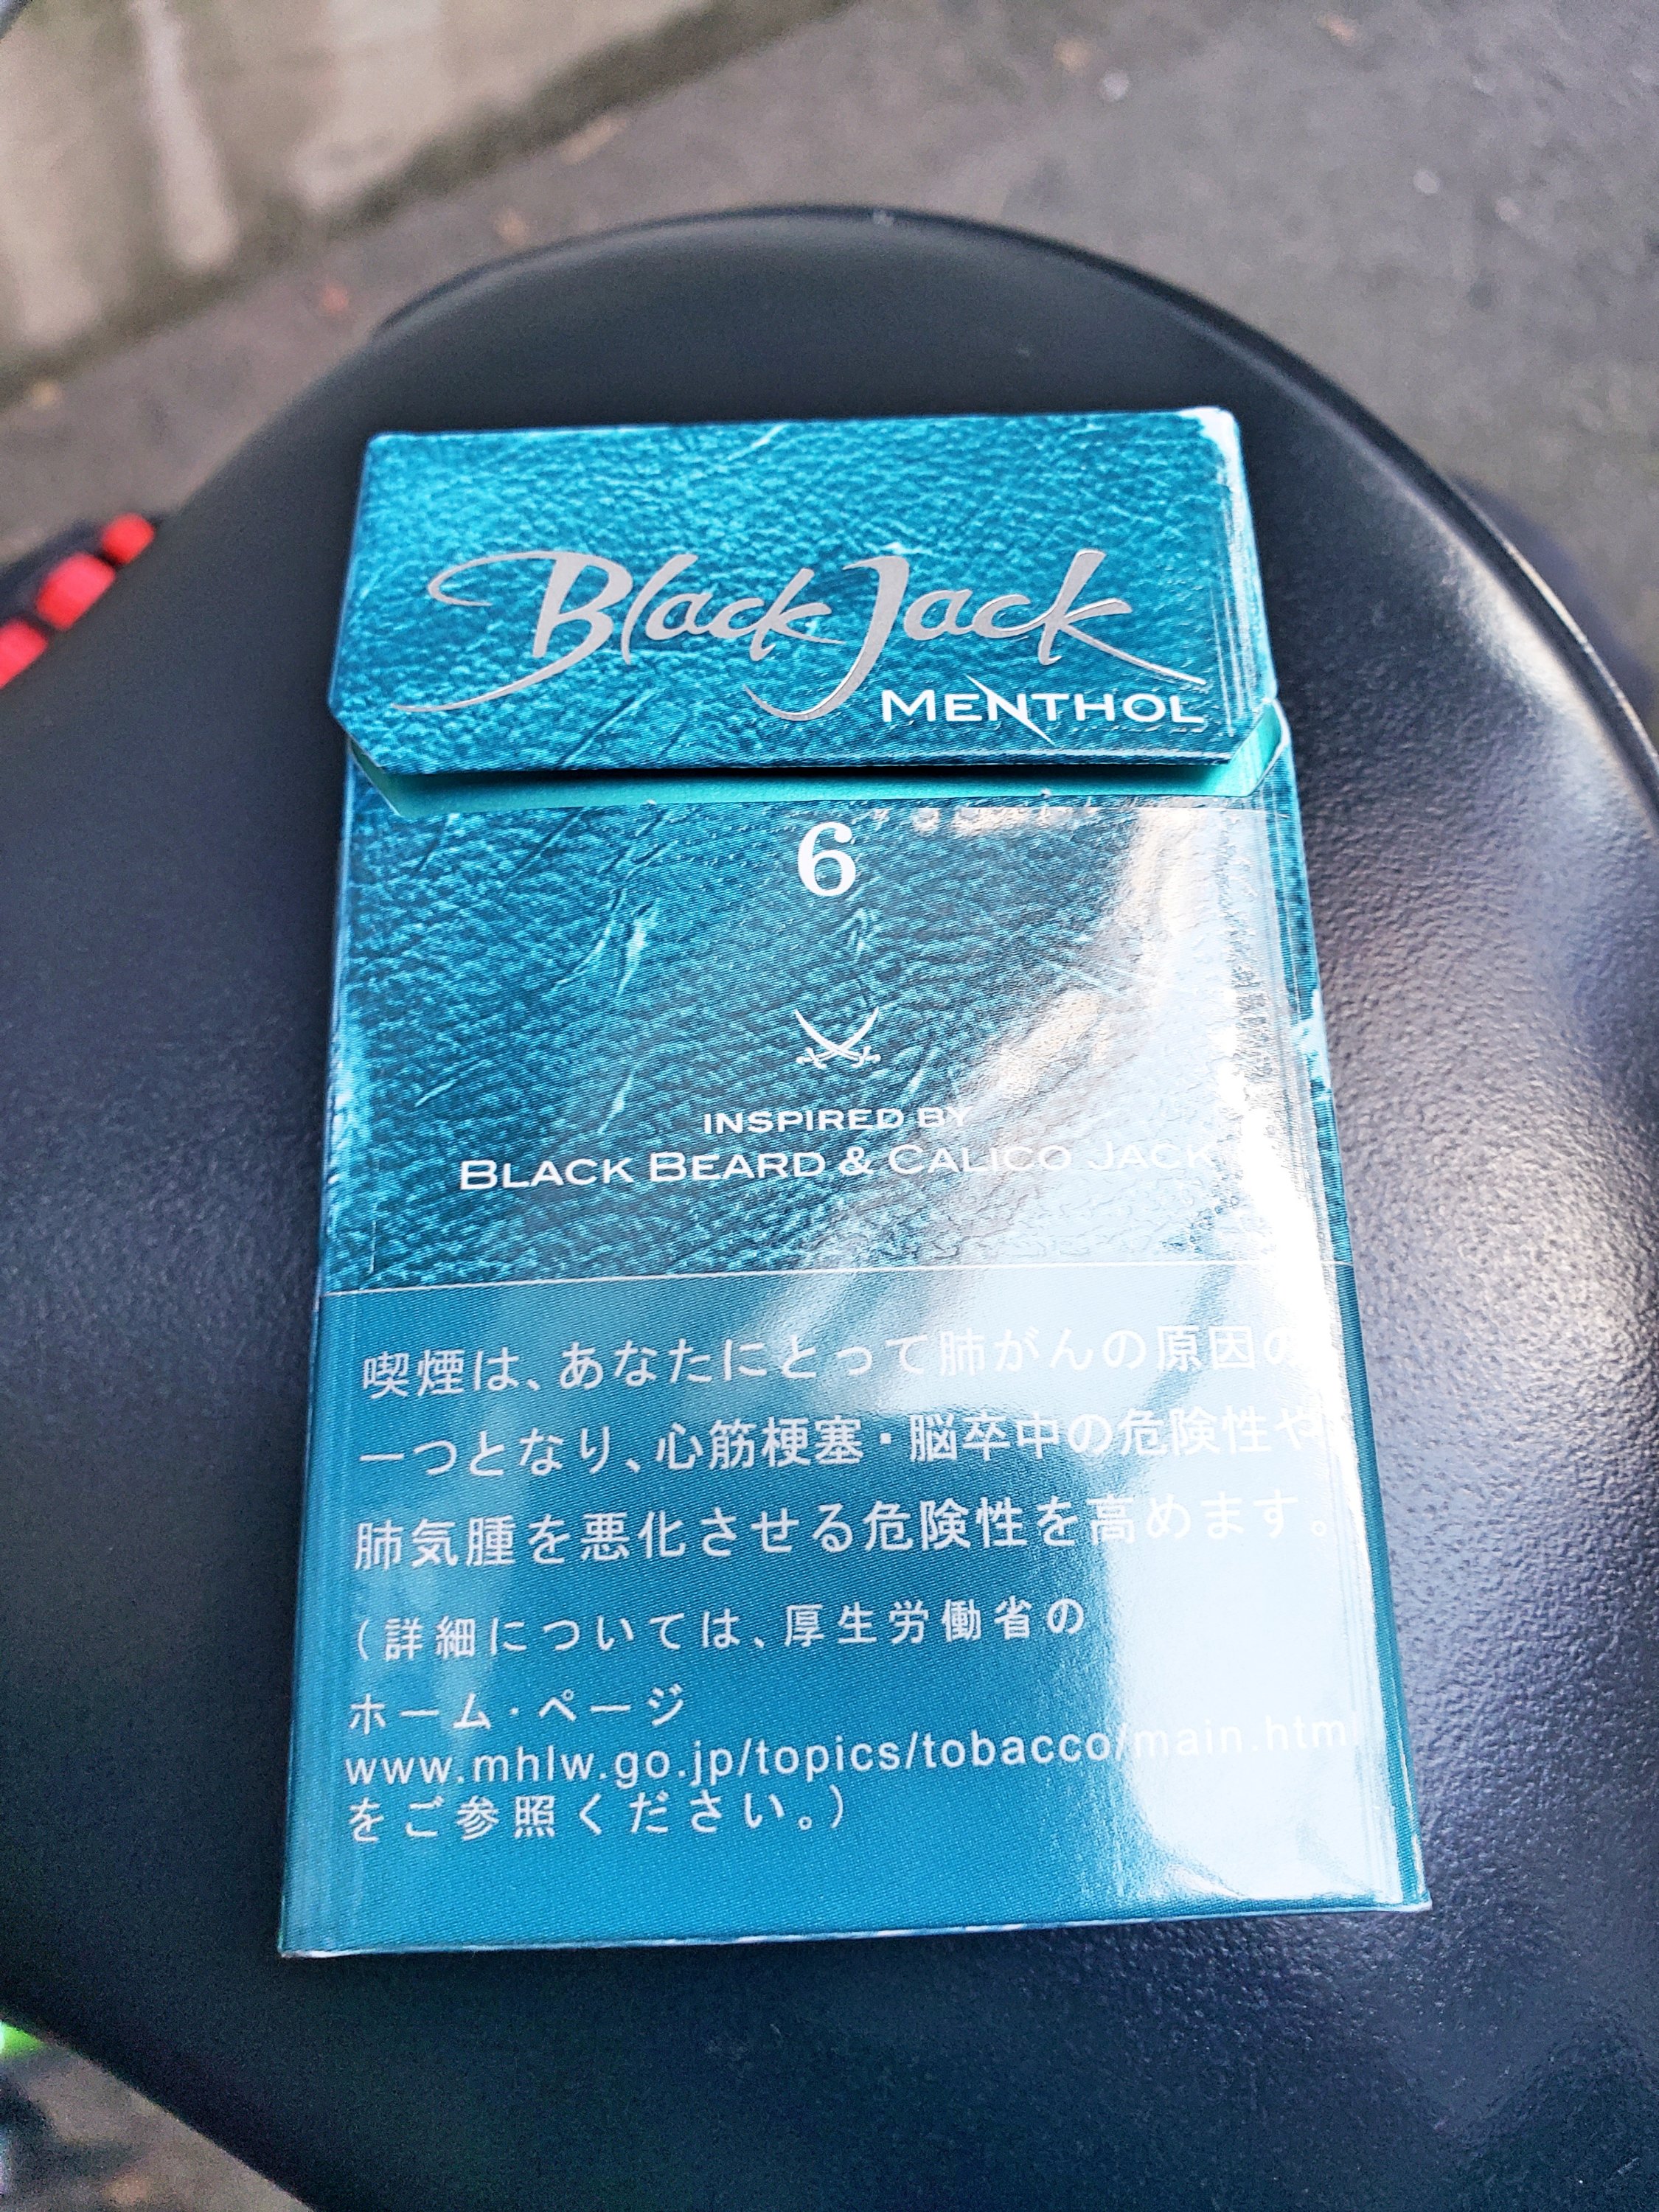 Black Jack
MENTHOL
6
INSPIRED BY
BLACK BEARD & CALICO JACK
喫煙は、あなたにとって肺がんの原因の
一つとなり、心筋梗塞・脳卒中の危険性や
肺気腫を悪化させる危険性を高めます。
(詳細については、厚生労働省の
ホーム・ページ
www.mhlw.go.jp/topics/tobacco/main.html
をご参照ください。)